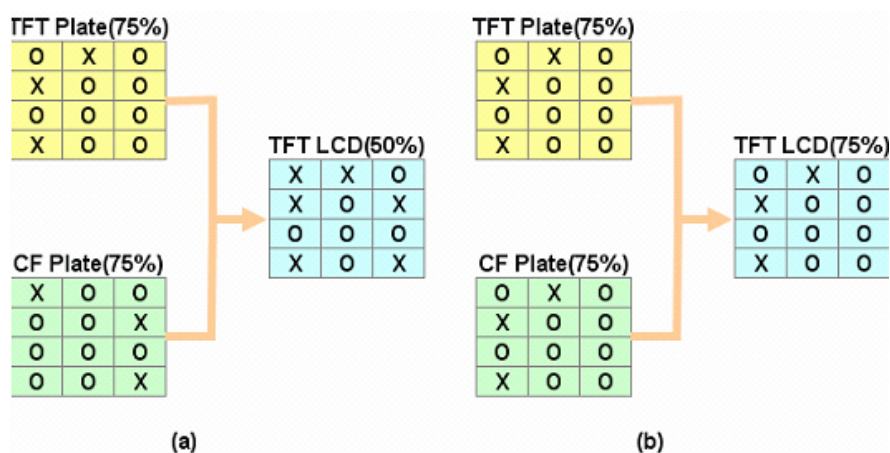 TFT Plate(75%)
O X O
X O O
O O O
X O O
CF Plate(75%)
X O O
O O X
O O O
O O X
TFT LCD(50%)
X X O
X O X
O O O
X O X
(a)
TFT Plate(75%)
O X O
X O O
O O O
X O O
CF Plate(75%)
O X O
X O O
O O O
X O O
TFT LCD(75%)
O X O
X O O
O O O
X O O
(b)